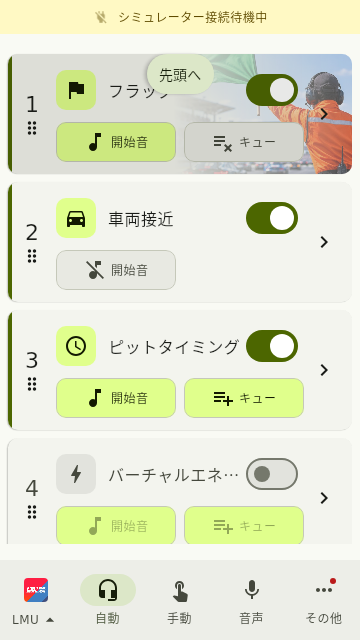 シミュレーター接続待機中
先頭へ
1
フラッグ
開始音
キュー
2
車両接近
開始音
3
ピットタイミング
開始音
キュー
4
バーチャルエネ…
開始音
キュー
LMU
自動
手動
音声
その他